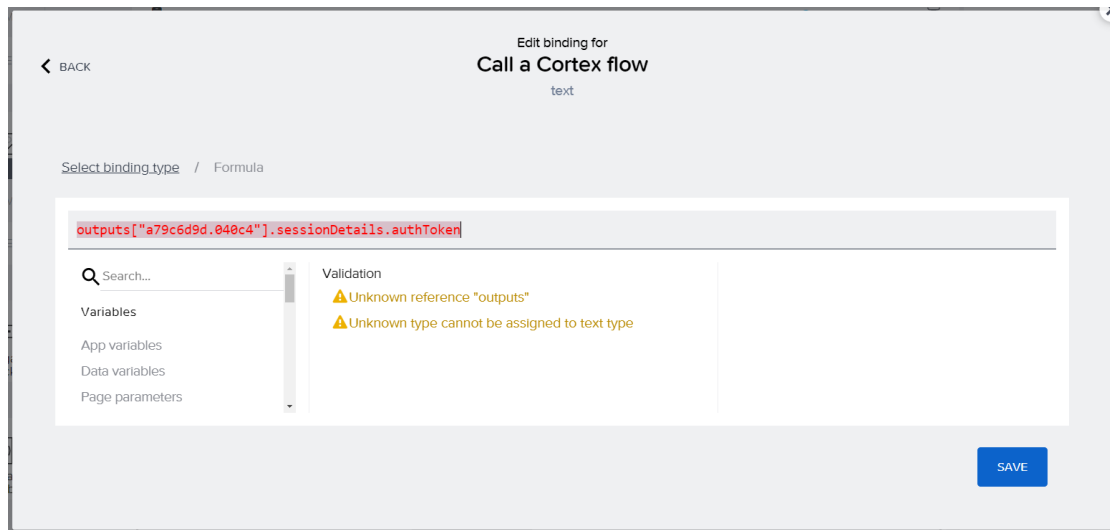 Edit binding for
BACK
Call a Cortex flow
text
Select binding type / Formula
outputs["a79c6d9d.040c4"].sessionDetails.authToken
Search...
Variables
App variables
Data variables
Page parameters
Validation
Unknown reference "outputs"
Unknown type cannot be assigned to text type
SAVE